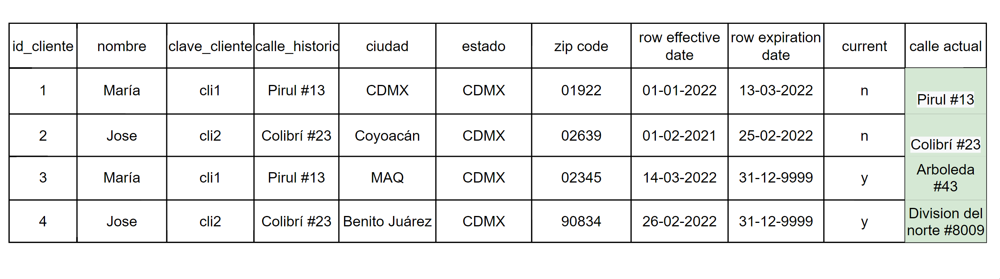 id_cliente nombre clave_cliente calle_historic ciudad estado zip code row effective date row expiration date current calle actual
1 María cli1 Pirul #13 CDMX CDMX 01922 01-01-2022 13-03-2022 n Pirul #13
2 Jose cli2 Colibrí #23 Coyoacán CDMX 02639 01-02-2021 25-02-2022 n Colibrí #23
3 María cli1 Pirul #13 MAQ CDMX 02345 14-03-2022 31-12-9999 y Arboleda #43
4 Jose cli2 Colibrí #23 Benito Juárez CDMX 90834 26-02-2022 31-12-9999 y Division del norte #8009